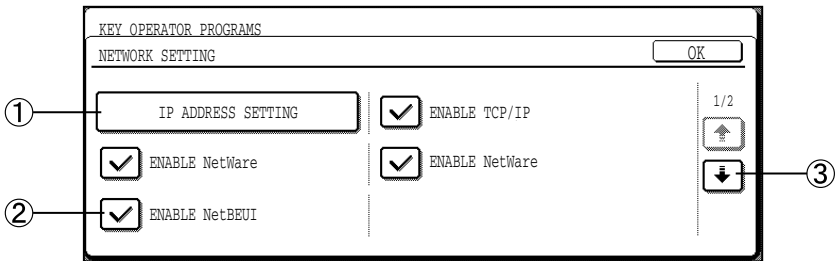 KEY OPERATOR PROGRAMS
NETWORK SETTING
OK
① IP ADDRESS SETTING
ENABLE TCP/IP
1/2
ENABLE NetWare
ENABLE NetWare
③
② ENABLE NetBEUI